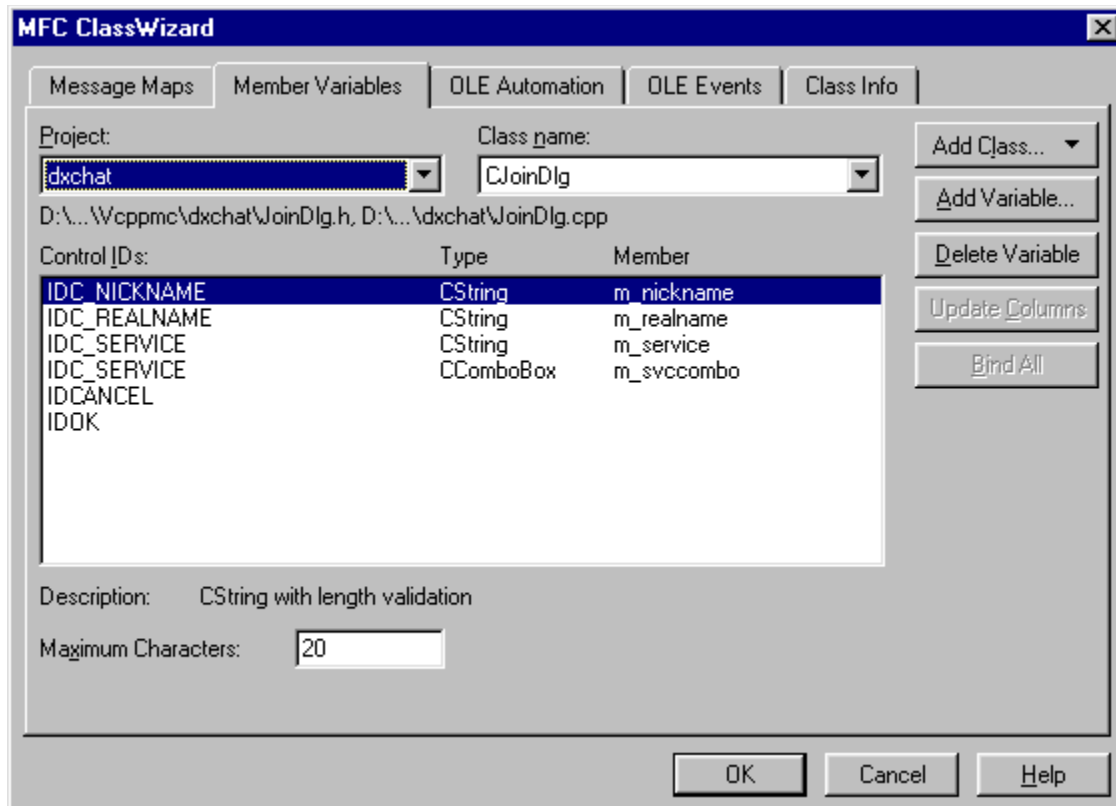 MFC ClassWizard
Message Maps Member Variables OLE Automation OLE Events Class Info
Project: Class name:
dxchat CJoinDlg
Add Class...
Add Variable...
D:\...\Vcppmc\dxchat\JoinDlg.h, D:\...\dxchat\JoinDlg.cpp
Control IDs: Type Member
Delete Variable
IDC_NICKNAME CString m_nickname
IDC_REALNAME CString m_realname
Update Columns
IDC_SERVICE CString m_service
IDC_SERVICE CComboBox m_svccombo
Bind All
IDCANCEL
IDOK
Description: CString with length validation
Maximum Characters: 20
OK Cancel Help